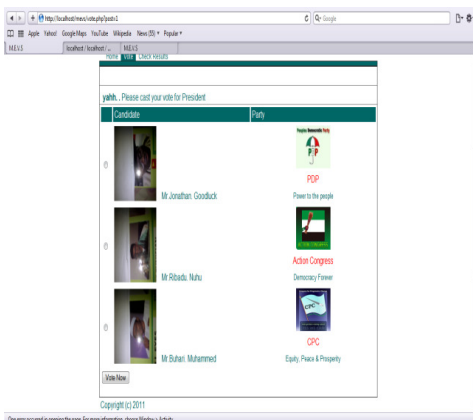 http://localhost/mevs/vote.php?post=1
Q- Google
Apple Yahoo! Google Maps YouTube Wikipedia News (55) Popular
M.E.V.S localhost / localhost / ... M.E.V.S
Home Vote Check Results
yahh. . Please cast your vote for President
Candidate Party
Peoples Democratic Party
PDP
PDP
Mr Jonathan. Goodluck Power to the people
Action Congress
Mr Ribadu. Nuhu Democracy Forever
CPC
CPC
Mr Buhari. Muhammed Equity, Peace & Prosperity
Vote Now
Copyright (c) 2011
One error occurred in opening the page. For more information, choose Window > Activity.